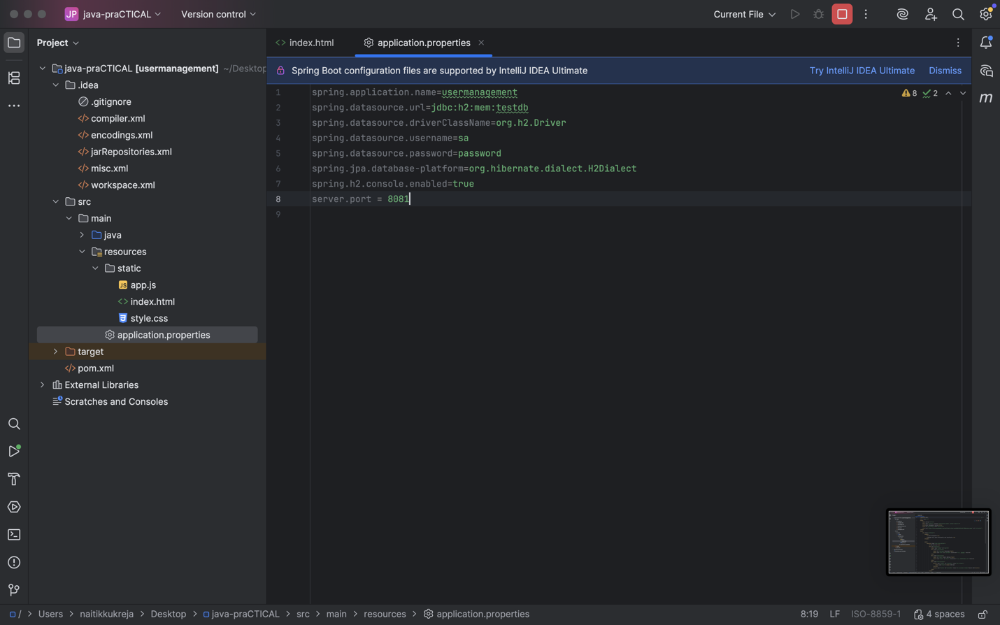 JP java-praCTICAL Version control Current File
Project
index.html application.properties
Spring Boot configuration files are supported by IntelliJ IDEA Ultimate Try IntelliJ IDEA Ultimate Dismiss
java-praCTICAL [usermanagement] ~/Desktop
.idea
.gitignore
compiler.xml
encodings.xml
jarRepositories.xml
misc.xml
workspace.xml
src
main
java
resources
static
app.js
index.html
style.css
application.properties
target
pom.xml
External Libraries
Scratches and Consoles
1 spring.application.name=usermanagement
2 spring.datasource.url=jdbc:h2:mem:testdb
3 spring.datasource.driverClassName=org.h2.Driver
4 spring.datasource.username=sa
5 spring.datasource.password=password
6 spring.jpa.database-platform=org.hibernate.dialect.H2Dialect
7 spring.h2.console.enabled=true
8 server.port = 8081
9
8 2
m
/ > Users > naitikkukreja > Desktop > java-praCTICAL > src > main > resources > application.properties 8:19 LF ISO-8859-1 4 spaces